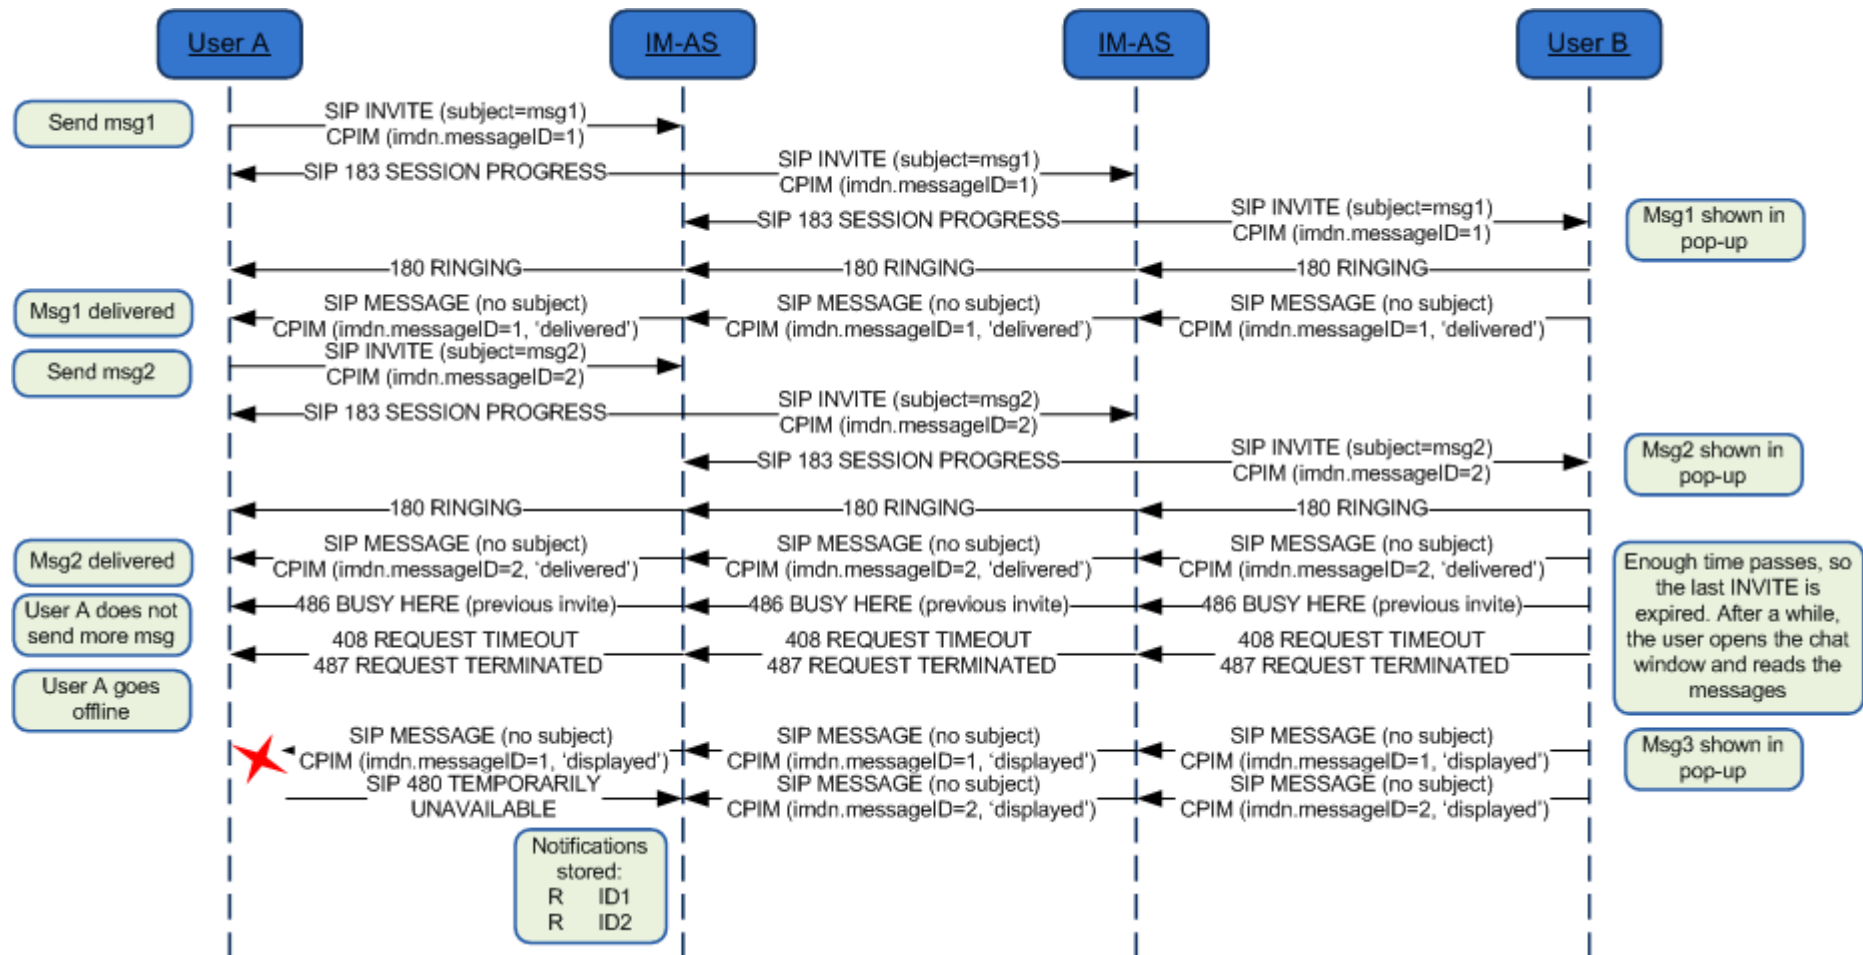 User A
IM-AS
IM-AS
User B
Send msg1
SIP INVITE (subject=msg1)
CPIM (imdn.messageID=1)
SIP 183 SESSION PROGRESS
SIP INVITE (subject=msg1)
CPIM (imdn.messageID=1)
SIP 183 SESSION PROGRESS
SIP INVITE (subject=msg1)
CPIM (imdn.messageID=1)
Msg1 shown in
pop-up
180 RINGING
180 RINGING
180 RINGING
Msg1 delivered
SIP MESSAGE (no subject)
CPIM (imdn.messageID=1, 'delivered')
SIP MESSAGE (no subject)
CPIM (imdn.messageID=1, 'delivered')
SIP MESSAGE (no subject)
CPIM (imdn.messageID=1, 'delivered')
Send msg2
SIP INVITE (subject=msg2)
CPIM (imdn.messageID=2)
SIP 183 SESSION PROGRESS
SIP INVITE (subject=msg2)
CPIM (imdn.messageID=2)
SIP 183 SESSION PROGRESS
SIP INVITE (subject=msg2)
CPIM (imdn.messageID=2)
Msg2 shown in
pop-up
180 RINGING
180 RINGING
180 RINGING
Msg2 delivered
SIP MESSAGE (no subject)
CPIM (imdn.messageID=2, 'delivered')
SIP MESSAGE (no subject)
CPIM (imdn.messageID=2, 'delivered')
SIP MESSAGE (no subject)
CPIM (imdn.messageID=2, 'delivered')
Enough time passes, so
the last INVITE is
expired. After a while,
the user opens the chat
window and reads the
messages
User A does not
send more msg
486 BUSY HERE (previous invite)
486 BUSY HERE (previous invite)
486 BUSY HERE (previous invite)
408 REQUEST TIMEOUT
487 REQUEST TERMINATED
408 REQUEST TIMEOUT
487 REQUEST TERMINATED
408 REQUEST TIMEOUT
487 REQUEST TERMINATED
User A goes
offline
SIP MESSAGE (no subject)
CPIM (imdn.messageID=1, 'displayed')
SIP MESSAGE (no subject)
CPIM (imdn.messageID=1, 'displayed')
SIP MESSAGE (no subject)
CPIM (imdn.messageID=1, 'displayed')
Msg3 shown in
pop-up
SIP 480 TEMPORARILY
UNAVAILABLE
SIP MESSAGE (no subject)
CPIM (imdn.messageID=2, 'displayed')
SIP MESSAGE (no subject)
CPIM (imdn.messageID=2, 'displayed')
Notifications
stored:
R ID1
R ID2